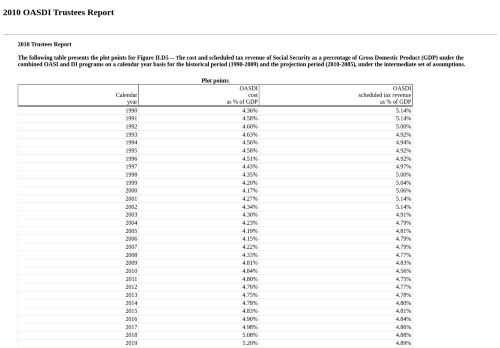 2010 OASDI Trustees Report
2010 Trustees Report
The following table presents the plot points for Figure II.D5—The cost and scheduled tax revenue of Social Security as a percentage of Gross Domestic Product (GDP) under the
combined OASI and DI programs on a calendar year basis for the historical period (1990-2009) and the projection period (2010-2085), under the intermediate set of assumptions.
Plot points
Calendar year OASDI cost as % of GDP OASDI scheduled tax revenue as % of GDP
1990 4.36% 5.14%
1991 4.58% 5.14%
1992 4.60% 5.00%
1993 4.63% 4.92%
1994 4.56% 4.94%
1995 4.58% 4.92%
1996 4.51% 4.92%
1997 4.43% 4.97%
1998 4.35% 5.00%
1999 4.20% 5.04%
2000 4.17% 5.06%
2001 4.27% 5.14%
2002 4.34% 5.14%
2003 4.30% 4.91%
2004 4.23% 4.79%
2005 4.19% 4.81%
2006 4.15% 4.79%
2007 4.22% 4.79%
2008 4.33% 4.77%
2009 4.81% 4.83%
2010 4.84% 4.56%
2011 4.80% 4.75%
2012 4.76% 4.77%
2013 4.75% 4.78%
2014 4.78% 4.80%
2015 4.83% 4.81%
2016 4.90% 4.84%
2017 4.98% 4.86%
2018 5.08% 4.88%
2019 5.20% 4.89%